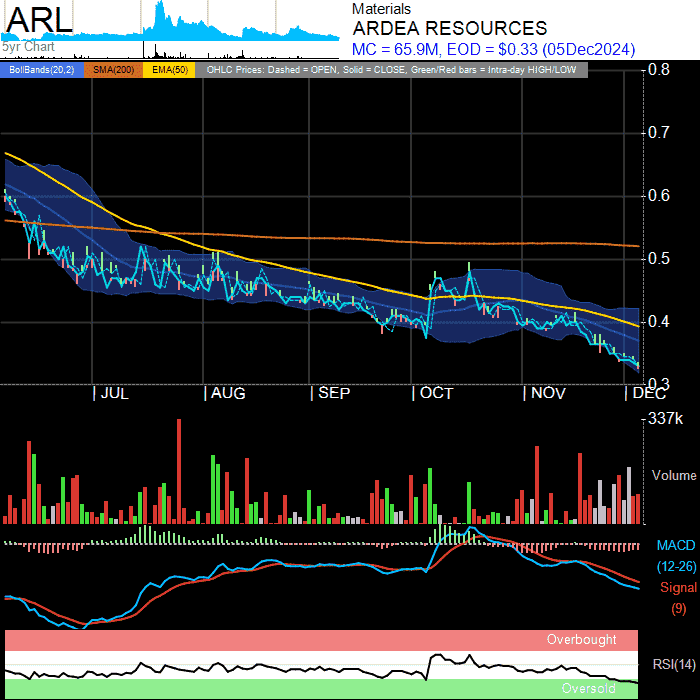 ARL
5yr Chart
Materials
ARDEA RESOURCES
MC = 65.9M, EOD = $0.33 (05Dec2024)
BollBands(20,2) SMA(200) EMA(50) OHLC Prices: Dashed = OPEN, Solid = CLOSE, Green/Red bars = Intra-day HIGH/LOW
0.8
0.7
0.6
0.5
0.4
0.3
| JUL | AUG | SEP | OCT | NOV | DEC
337k
Volume
MACD
(12-26)
Signal
(9)
Overbought
RSI(14)
Oversold